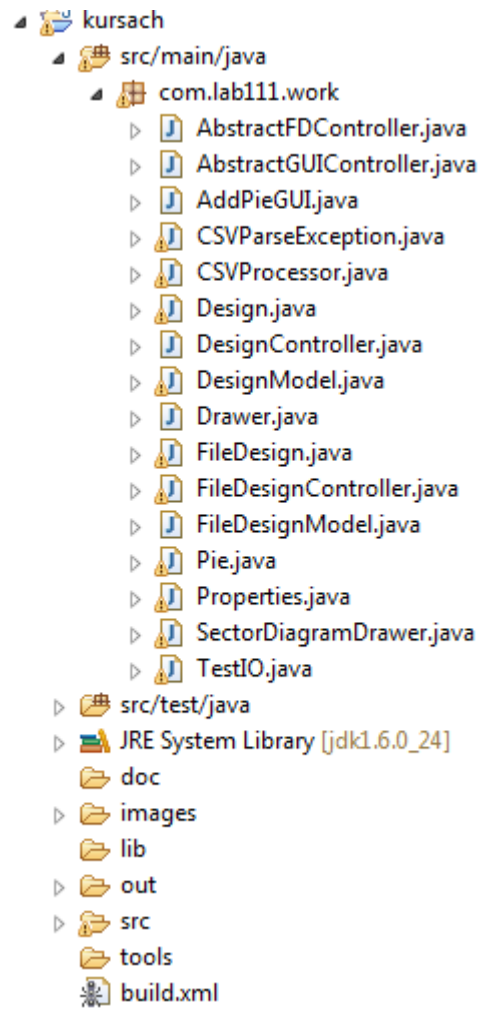 kursach
src/main/java
com.lab111.work
AbstractFDController.java
AbstractGUIController.java
AddPieGUI.java
CSVParseException.java
CSVProcessor.java
Design.java
DesignController.java
DesignModel.java
Drawer.java
FileDesign.java
FileDesignController.java
FileDesignModel.java
Pie.java
Properties.java
SectorDiagramDrawer.java
TestIO.java
src/test/java
JRE System Library [jdk1.6.0_24]
doc
images
lib
out
src
tools
build.xml